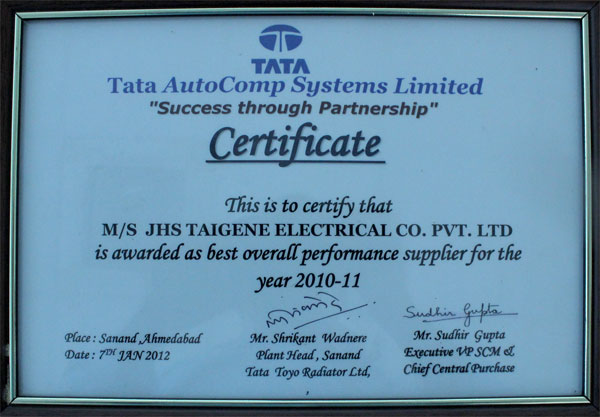 TATA
Tata AutoComp Systems Limited
"Success through Partnership"
Certificate
This is to certify that
M/S JHS TAIGENE ELECTRICAL CO. PVT. LTD
is awarded as best overall performance supplier for the
year 2010-11
Sudhir Gupta
Place : Sanand ,Ahmedabad
Date : 7TH JAN 2012
Mr. Shrikant Wadnere
Plant Head , Sanand
Tata Toyo Radiator Ltd,
Mr. Sudhir Gupta
Executive VP SCM &
Chief Central Purchase